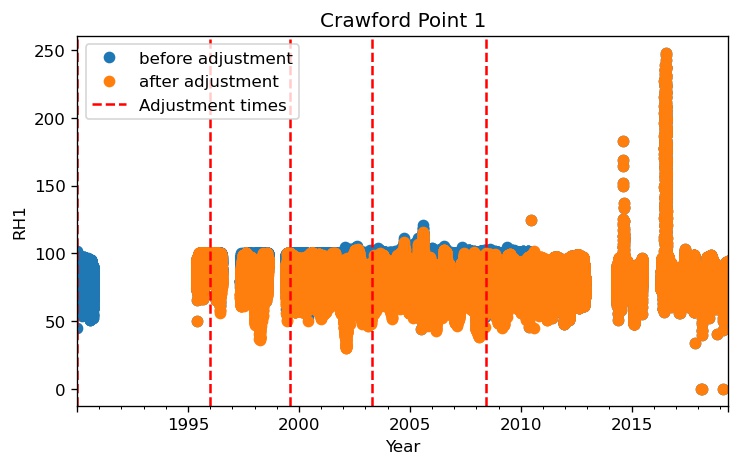 Crawford Point 1
before adjustment
after adjustment
Adjustment times
250
200
150
100
50
0
RH1
1995
2000
2005
2010
2015
Year